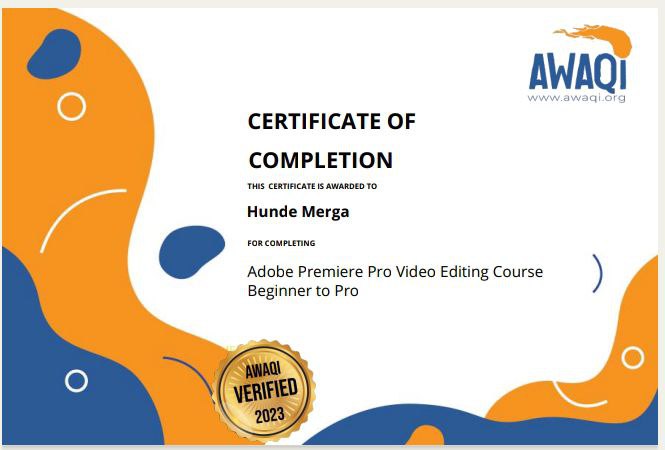 AWAQI
www.awaqi.org
CERTIFICATE OF
COMPLETION
THIS CERTIFICATE IS AWARDED TO
Hunde Merga
FOR COMPLETING
Adobe Premiere Pro Video Editing Course
Beginner to Pro
AWAQI
VERIFIED
2023